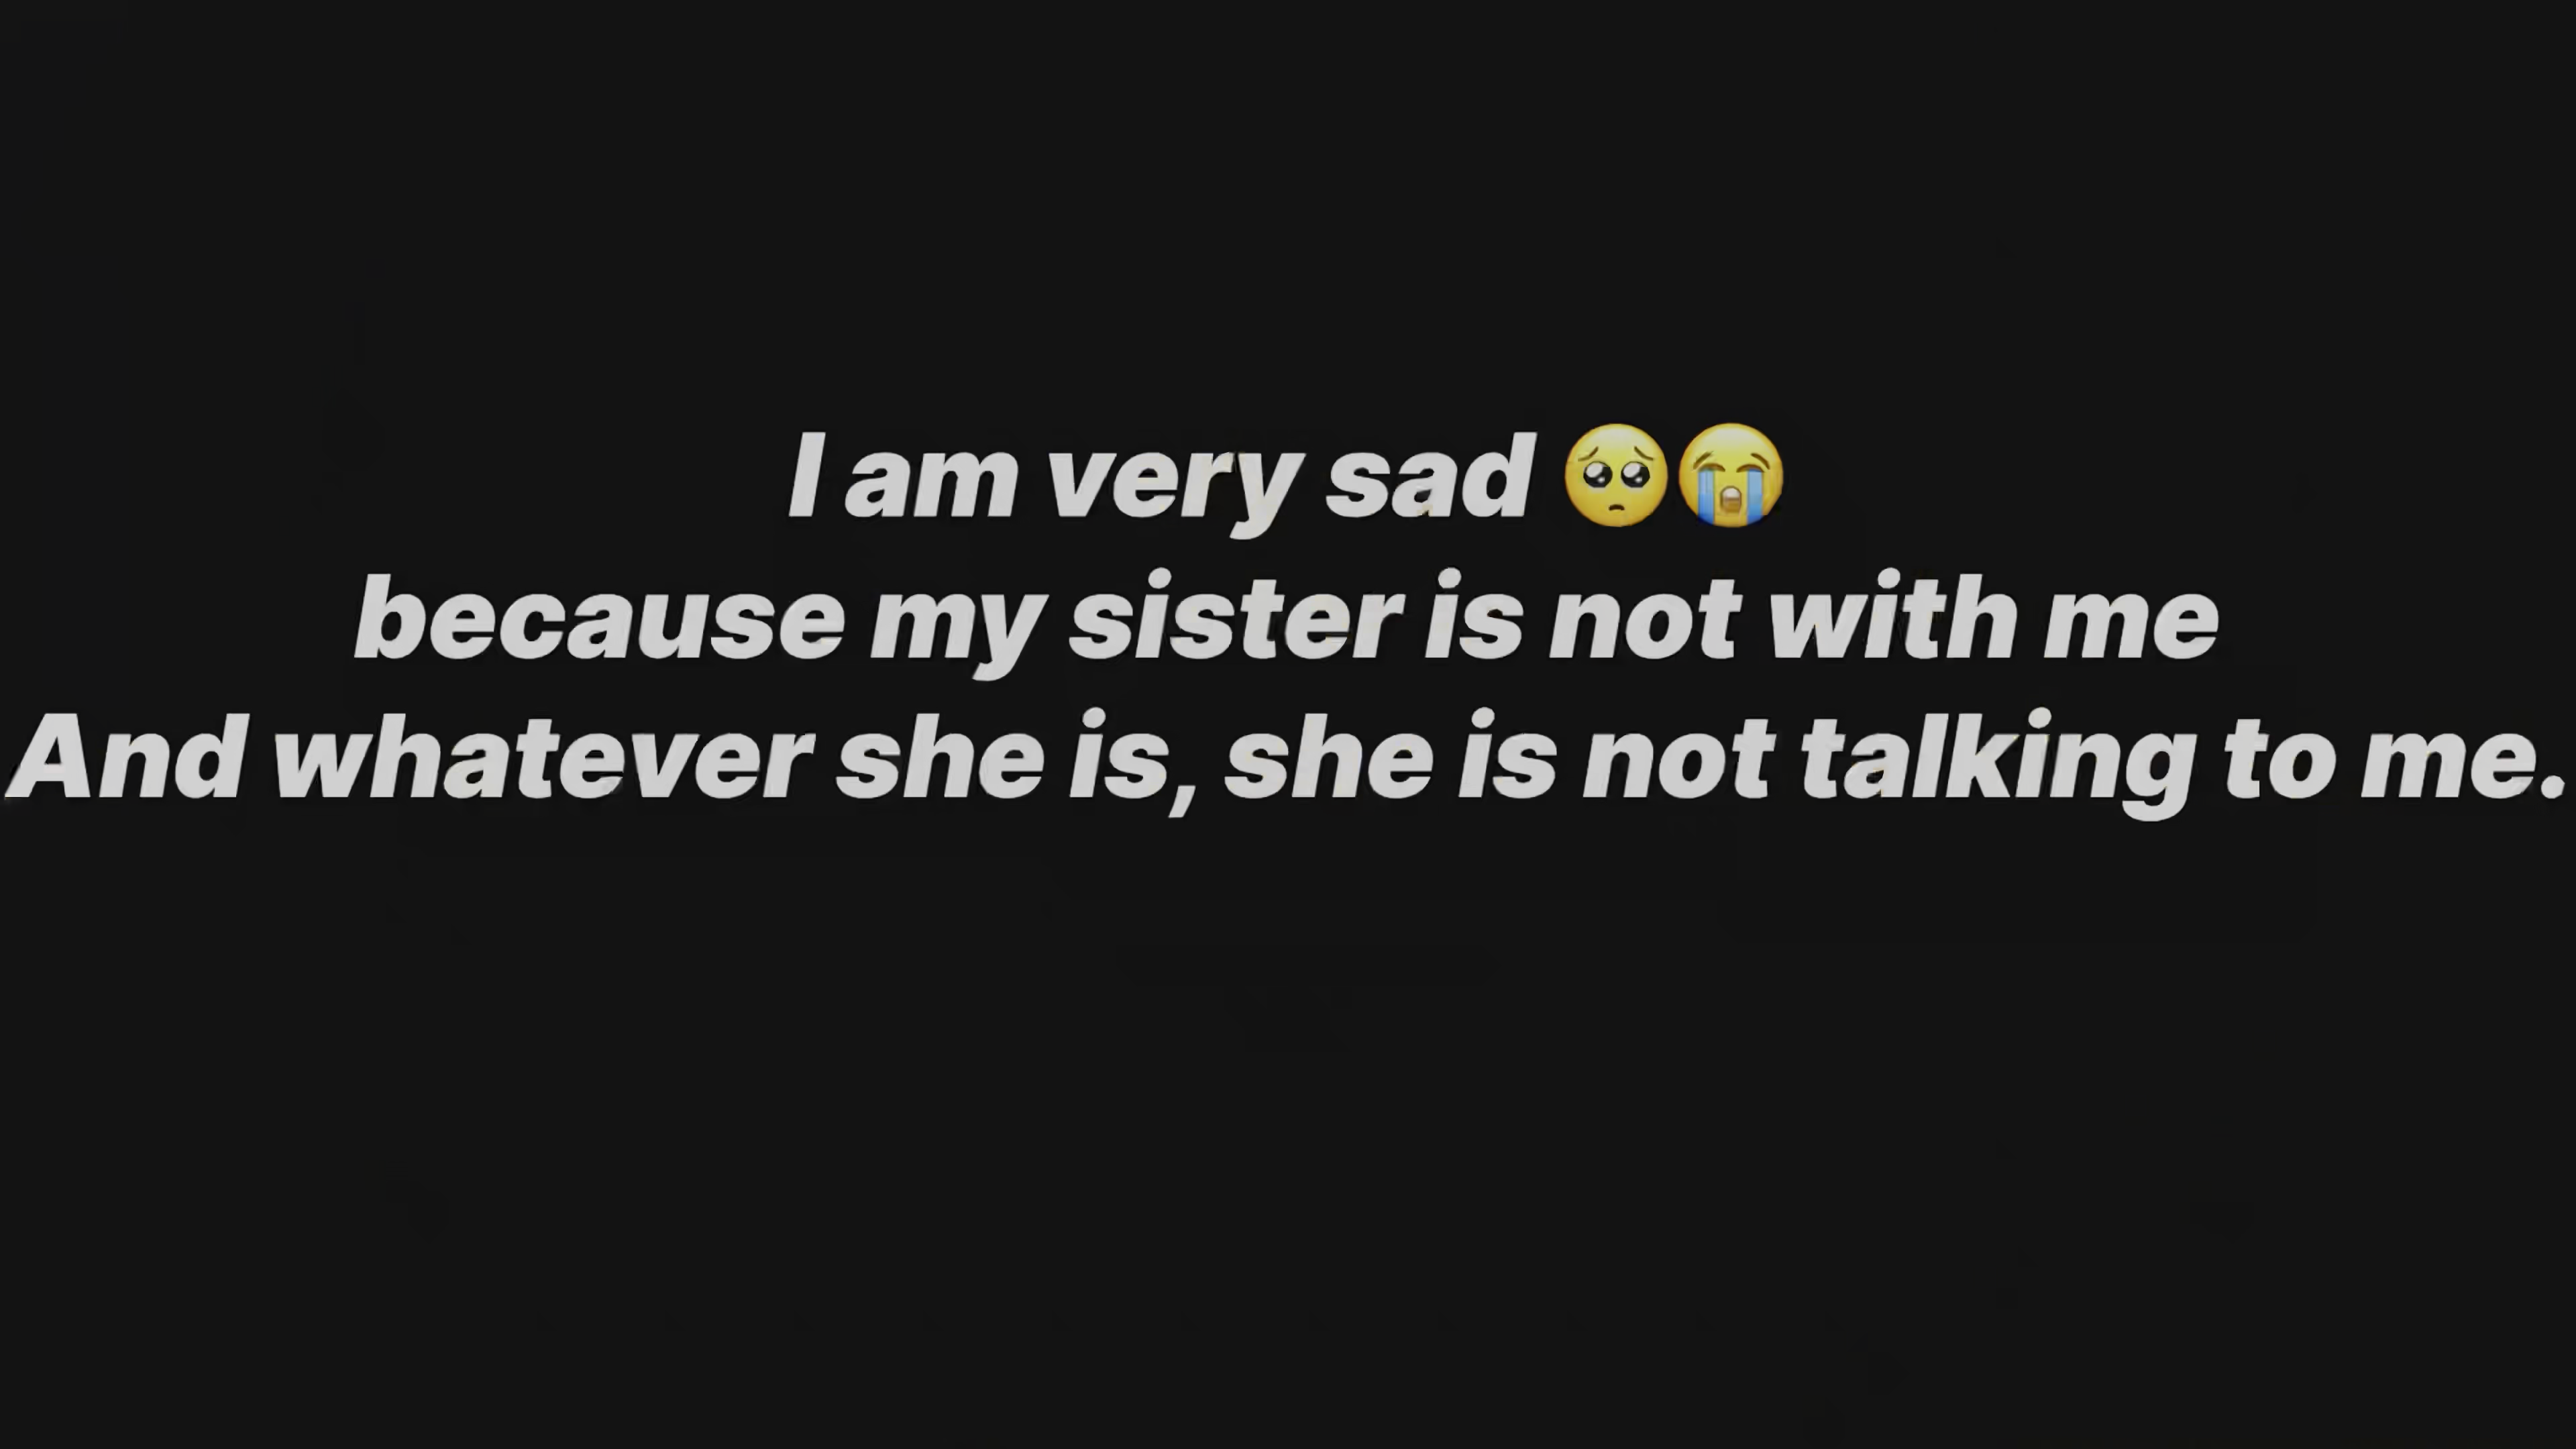 I am very sad 🥺😭
because my sister is not with me
And whatever she is, she is not talking to me.